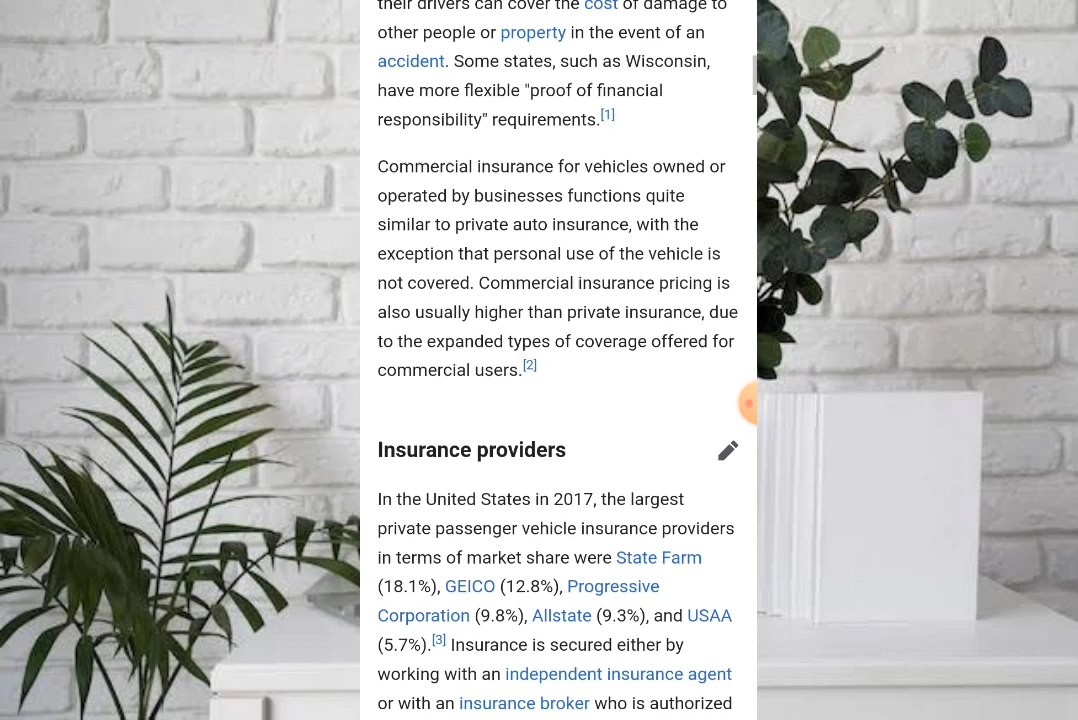 their drivers can cover the cost of damage to
other people or property in the event of an
accident. Some states, such as Wisconsin,
have more flexible "proof of financial
responsibility" requirements.[1]
Commercial insurance for vehicles owned or
operated by businesses functions quite
similar to private auto insurance, with the
exception that personal use of the vehicle is
not covered. Commercial insurance pricing is
also usually higher than private insurance, due
to the expanded types of coverage offered for
commercial users.[2]
Insurance providers
In the United States in 2017, the largest
private passenger vehicle insurance providers
in terms of market share were State Farm
(18.1%), GEICO (12.8%), Progressive
Corporation (9.8%), Allstate (9.3%), and USAA
(5.7%).[3] Insurance is secured either by
working with an independent insurance agent
or with an insurance broker who is authorized